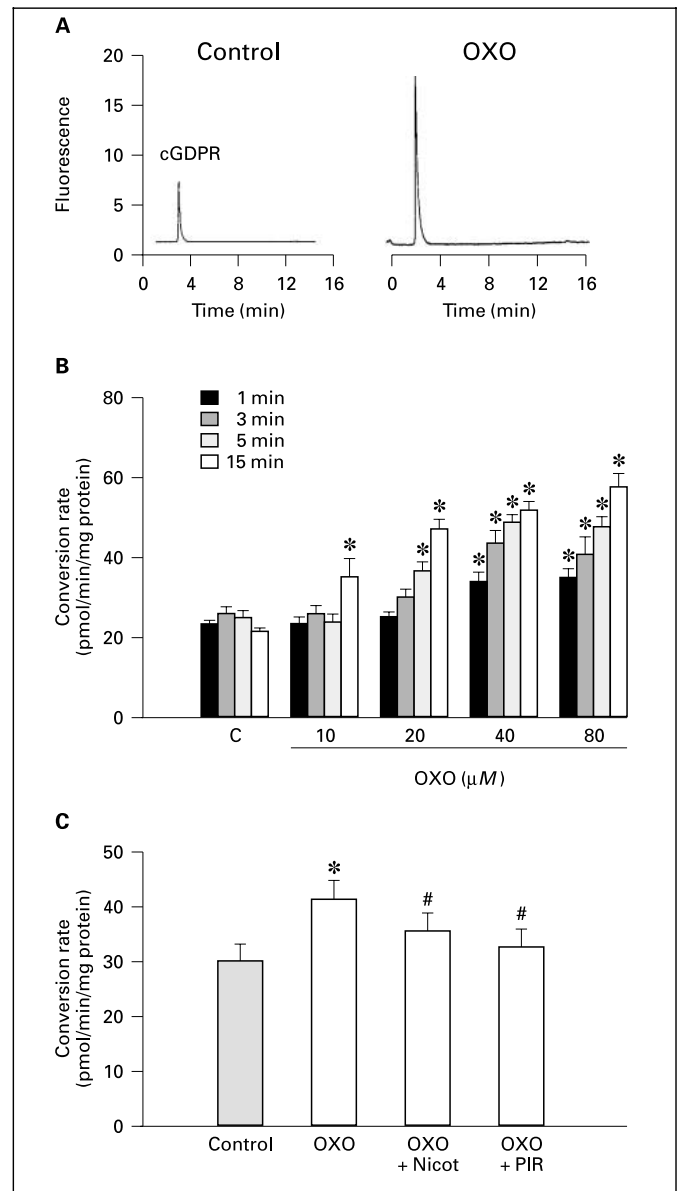 A
Control
OXO
20
15
10
5
0
Fluorescence
cGDPR
0 4 8 12 16
0 4 8 12 16
Time (min)
Time (min)
B
80
60
40
20
0
Conversion rate
(pmol/min/mg protein)
1 min
3 min
5 min
15 min
*
* *
* * * *
* * * *
C 10 20 40 80
OXO (μM)
C
50
40
30
20
10
0
Conversion rate
(pmol/min/mg protein)
* # #
Control OXO OXO OXO
+ Nicot + PIR